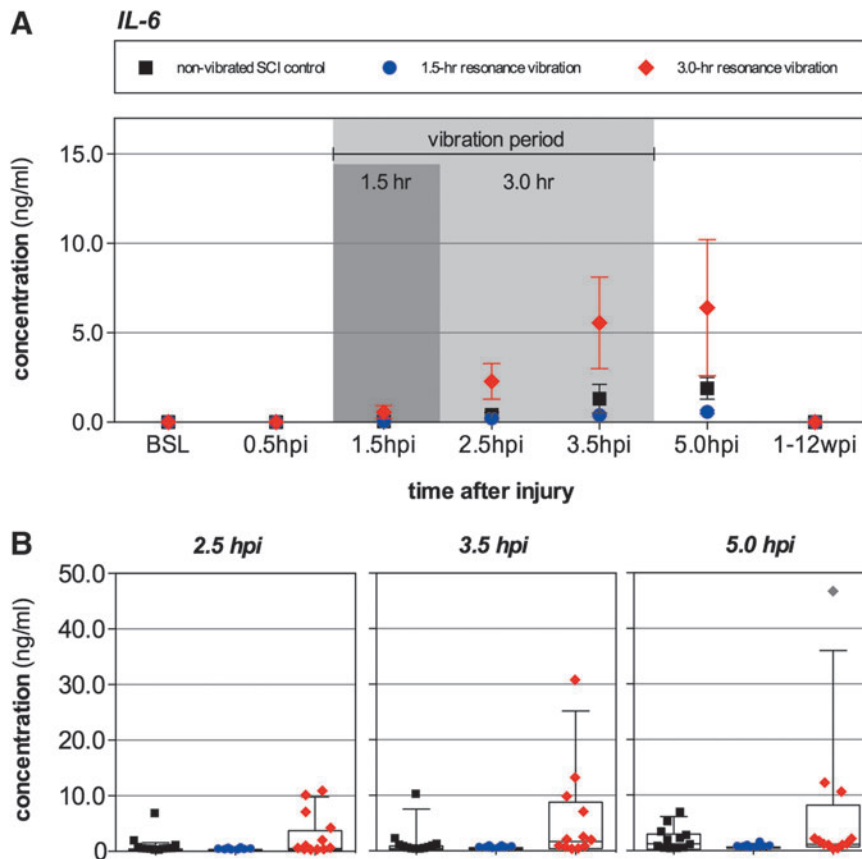 A
IL-6
non-vibrated SCI control 1.5-hr resonance vibration 3.0-hr resonance vibration
concentration (ng/ml)
15.0
10.0
5.0
0.0
vibration period
1.5 hr 3.0 hr
BSL 0.5hpi 1.5hpi 2.5hpi 3.5hpi 5.0hpi 1-12wpi
time after injury
B
2.5 hpi 3.5 hpi 5.0 hpi
concentration (ng/ml)
50.0
40.0
30.0
20.0
10.0
0